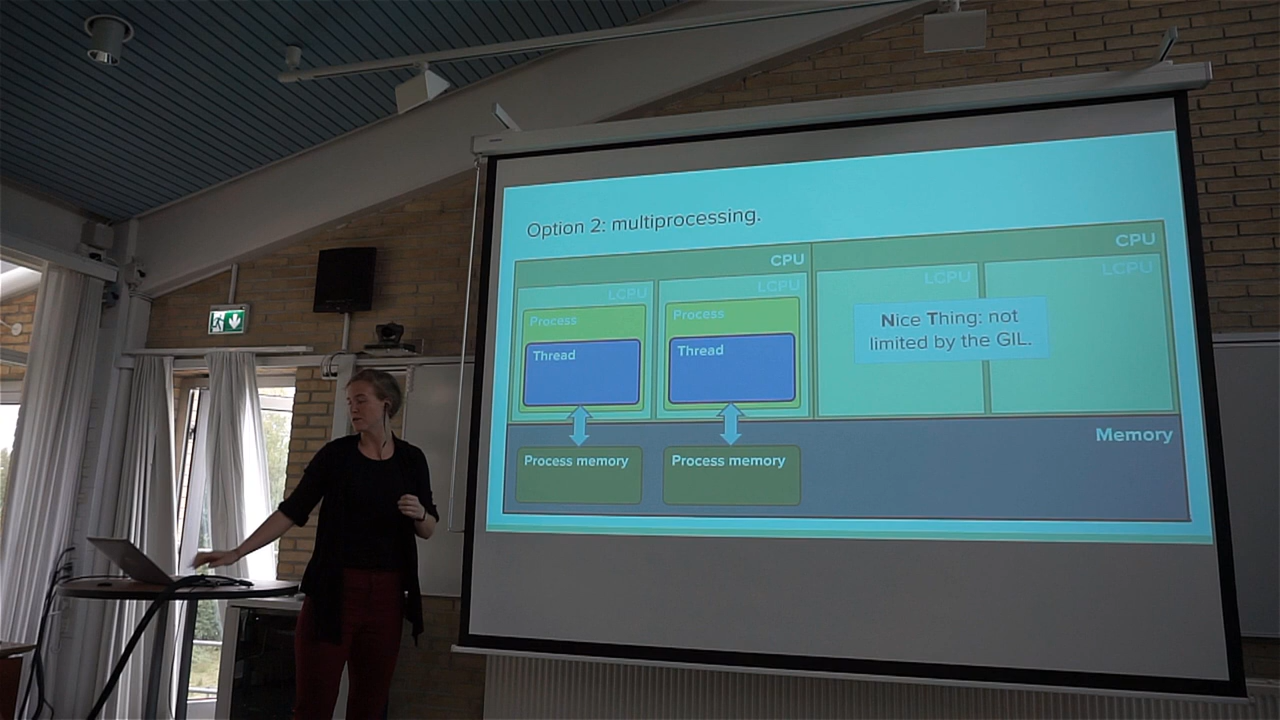 Option 2: multiprocessing.
CPU
CPU
LCPU
LCPU
LCPU
LCPU
Process
Process
Thread
Thread
Nice Thing: not
limited by the GIL.
Memory
Process memory
Process memory